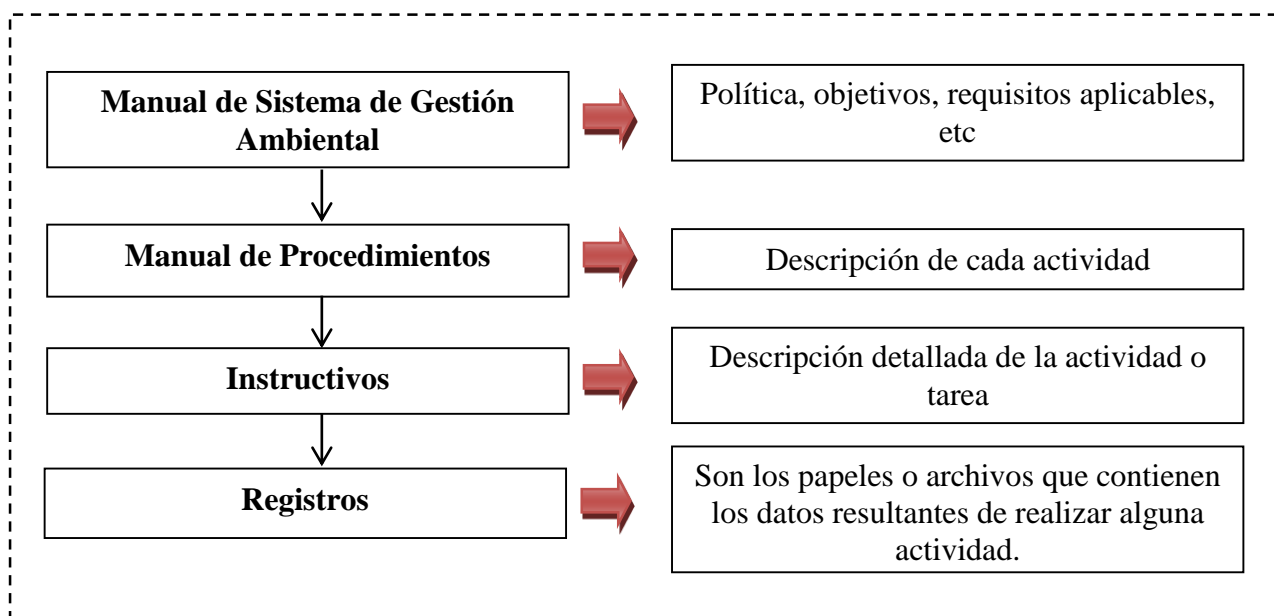 Manual de Sistema de Gestión
Ambiental
Política, objetivos, requisitos aplicables,
etc
Manual de Procedimientos
Descripción de cada actividad
Instructivos
Descripción detallada de la actividad o
tarea
Registros
Son los papeles o archivos que contienen
los datos resultantes de realizar alguna
actividad.